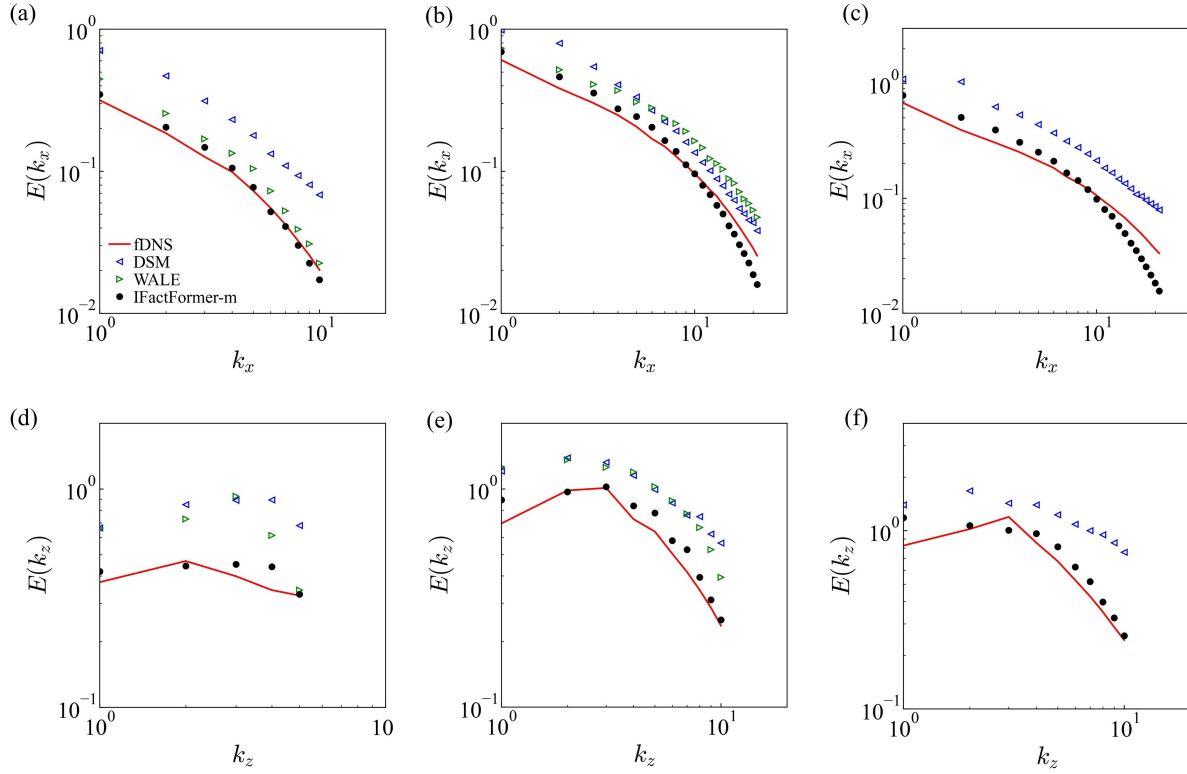 (a)
10^0
10^{-1}
10^{-2}
E(k_x)
fDNS
DSM
WALE
IFactFormer-m
10^0
10^1
k_x
(b)
10^0
10^{-1}
10^{-2}
E(k_x)
10^0
10^1
k_x
(c)
10^0
10^{-1}
10^{-2}
E(k_x)
10^0
10^1
k_x
(d)
10^0
10^{-1}
E(k_z)
10^0
10
k_z
(e)
10^0
10^{-1}
E(k_z)
10^0
10^1
k_z
(f)
10^0
10^{-1}
E(k_z)
10^0
10^1
k_z